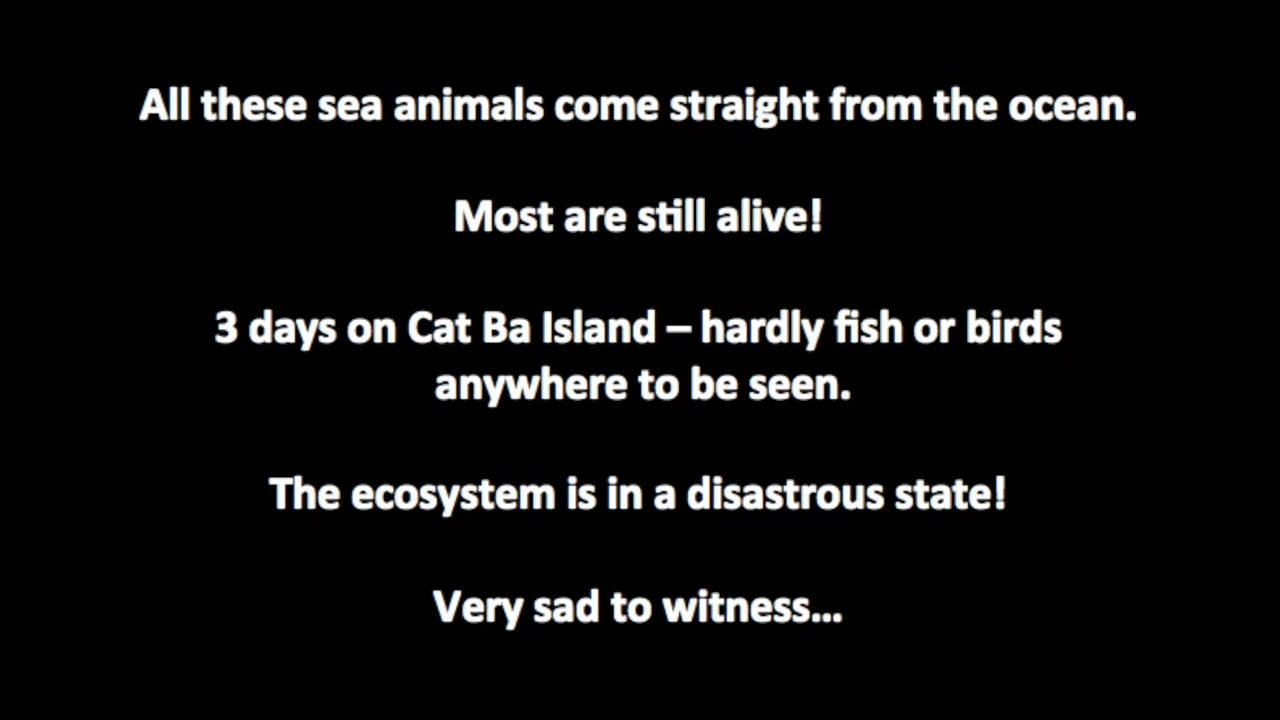 All these sea animals come straight from the ocean.
Most are still alive!
3 days on Cat Ba Island – hardly fish or birds
anywhere to be seen.
The ecosystem is in a disastrous state!
Very sad to witness...